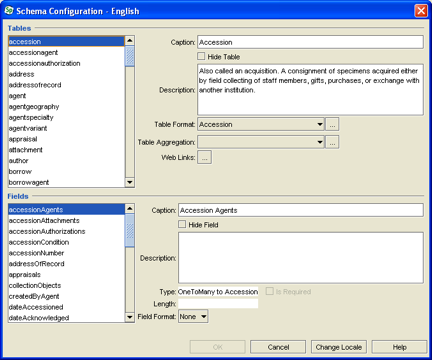 Schema Configuration - English
Tables
accession
accessionagent
accessionauthorization
address
addressofrecord
agent
agentgeography
agentspecialty
agentvariant
appraisal
attachment
author
borrow
borrowagent
Caption: Accession
Hide Table
Description: Also called an acquisition. A consignment of specimens acquired either
by field collecting of staff members, gifts, purchases, or exchange with
another institution.
Table Format: Accession ...
Table Aggregation: ...
Web Links: ...
Fields
accessionAgents
accessionAttachments
accessionAuthorizations
accessionCondition
accessionNumber
addressOfRecord
appraisals
collectionObjects
createdByAgent
dateAccessioned
dateAcknowledged
Caption: Accession Agents
Hide Field
Description:
Type: OneToMany to Accession
Is Required
Length:
Field Format: None
OK Cancel Change Locale Help